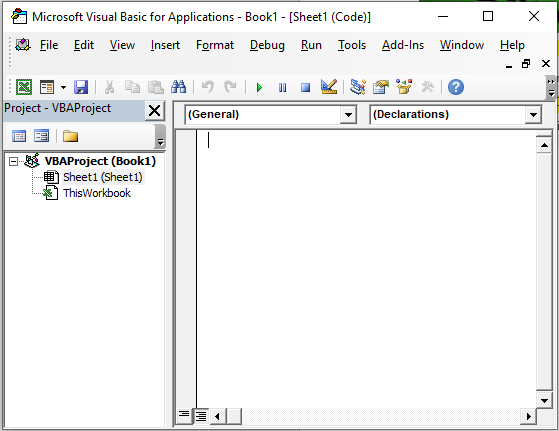 Microsoft Visual Basic for Applications - Book1 - [Sheet1 (Code)]
File Edit View Insert Format Debug Run Tools Add-Ins Window Help
Project - VBAProject
(General) (Declarations)
VBAProject (Book1)
Sheet1 (Sheet1)
ThisWorkbook